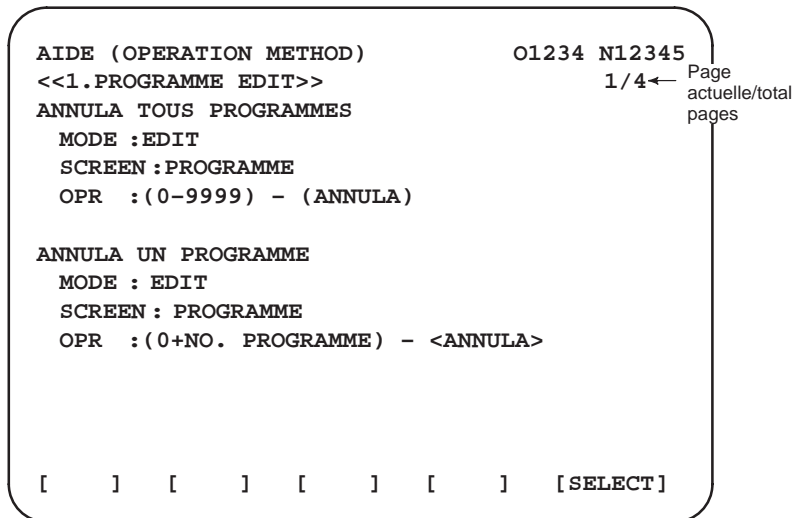 AIDE (OPERATION METHOD) O1234 N12345
<<1.PROGRAMME EDIT>> 1/4
Page
actuelle/total
pages
ANNULA TOUS PROGRAMMES
MODE :EDIT
SCREEN :PROGRAMME
OPR :(0–9999) – (ANNULA)
ANNULA UN PROGRAMME
MODE : EDIT
SCREEN : PROGRAMME
OPR :(0+NO. PROGRAMME) – <ANNULA>
[ ] [ ] [ ] [ ] [SELECT]